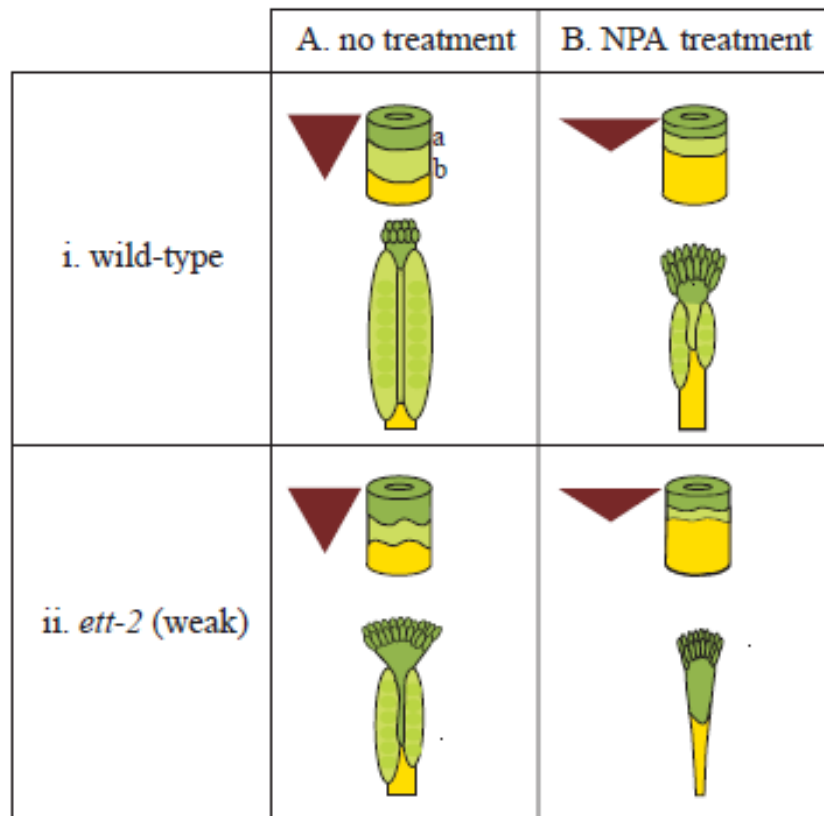 A. no treatment
B. NPA treatment
i. wild-type
a
b
ii. ett-2 (weak)